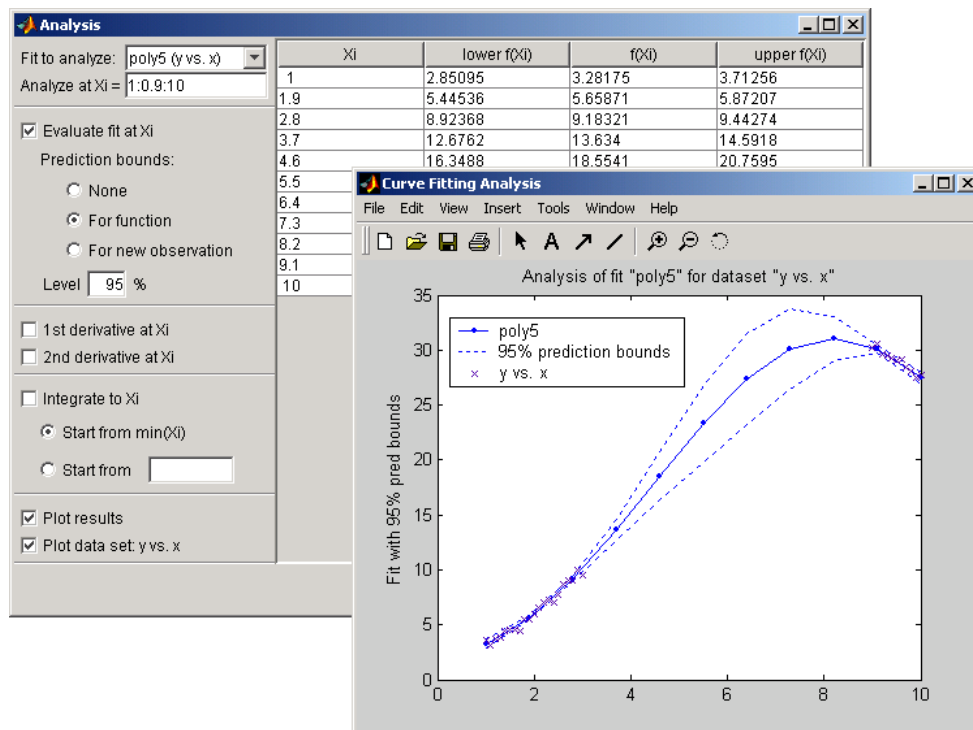 Analysis
Fit to analyze: poly5 (y vs. x)
Analyze at Xi = 1:0.9:10
Evaluate fit at Xi
Prediction bounds:
None
For function
For new observation
Level 95 %
1st derivative at Xi
2nd derivative at Xi
Integrate to Xi
Start from min(Xi)
Start from
Plot results
Plot data set: y vs. x
Xi lower f(Xi) f(Xi) upper f(Xi)
1 2.85095 3.28175 3.71256
1.9 5.44536 5.65871 5.87207
2.8 8.92368 9.18321 9.44274
3.7 12.6762 13.634 14.5918
4.6 16.3488 18.5541 20.7595
5.5
6.4
7.3
8.2
9.1
10
Curve Fitting Analysis
File Edit View Insert Tools Window Help
A
Analysis of fit "poly5" for dataset "y vs. x"
poly5
95% prediction bounds
y vs. x
Fit with 95% pred bounds
35
30
25
20
15
10
5
0
0 2 4 6 8 10